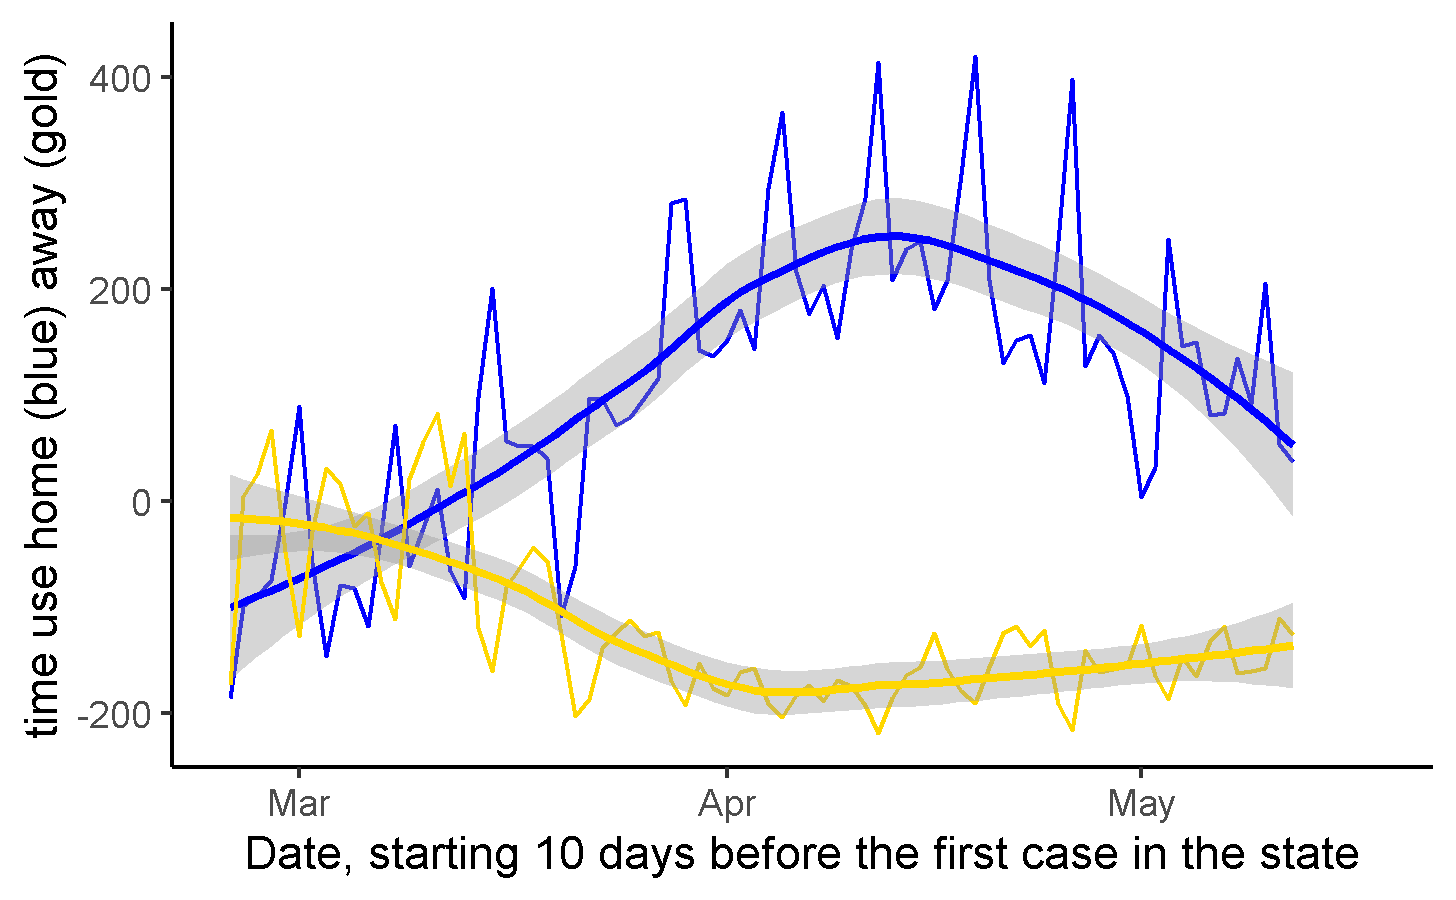 time use home (blue) away (gold)
400
200
0
-200
Mar Apr May
Date, starting 10 days before the first case in the state